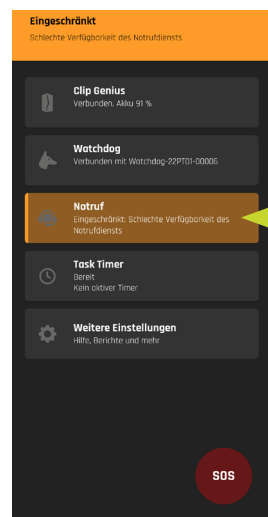 Eingeschränkt
Schlechte Verfügbarkeit des Notrufdiensts
Clip Genius
Verbunden, Akku 91 %
Watchdog
Verbunden mit Watchdog-22PT01-00006
Notruf
Eingeschränkt: Schlechte Verfügbarkeit des
Notrufdiensts
Task Timer
Bereit
Kein aktiver Timer
Weitere Einstellungen
Hilfe, Berichte und mehr
SOS